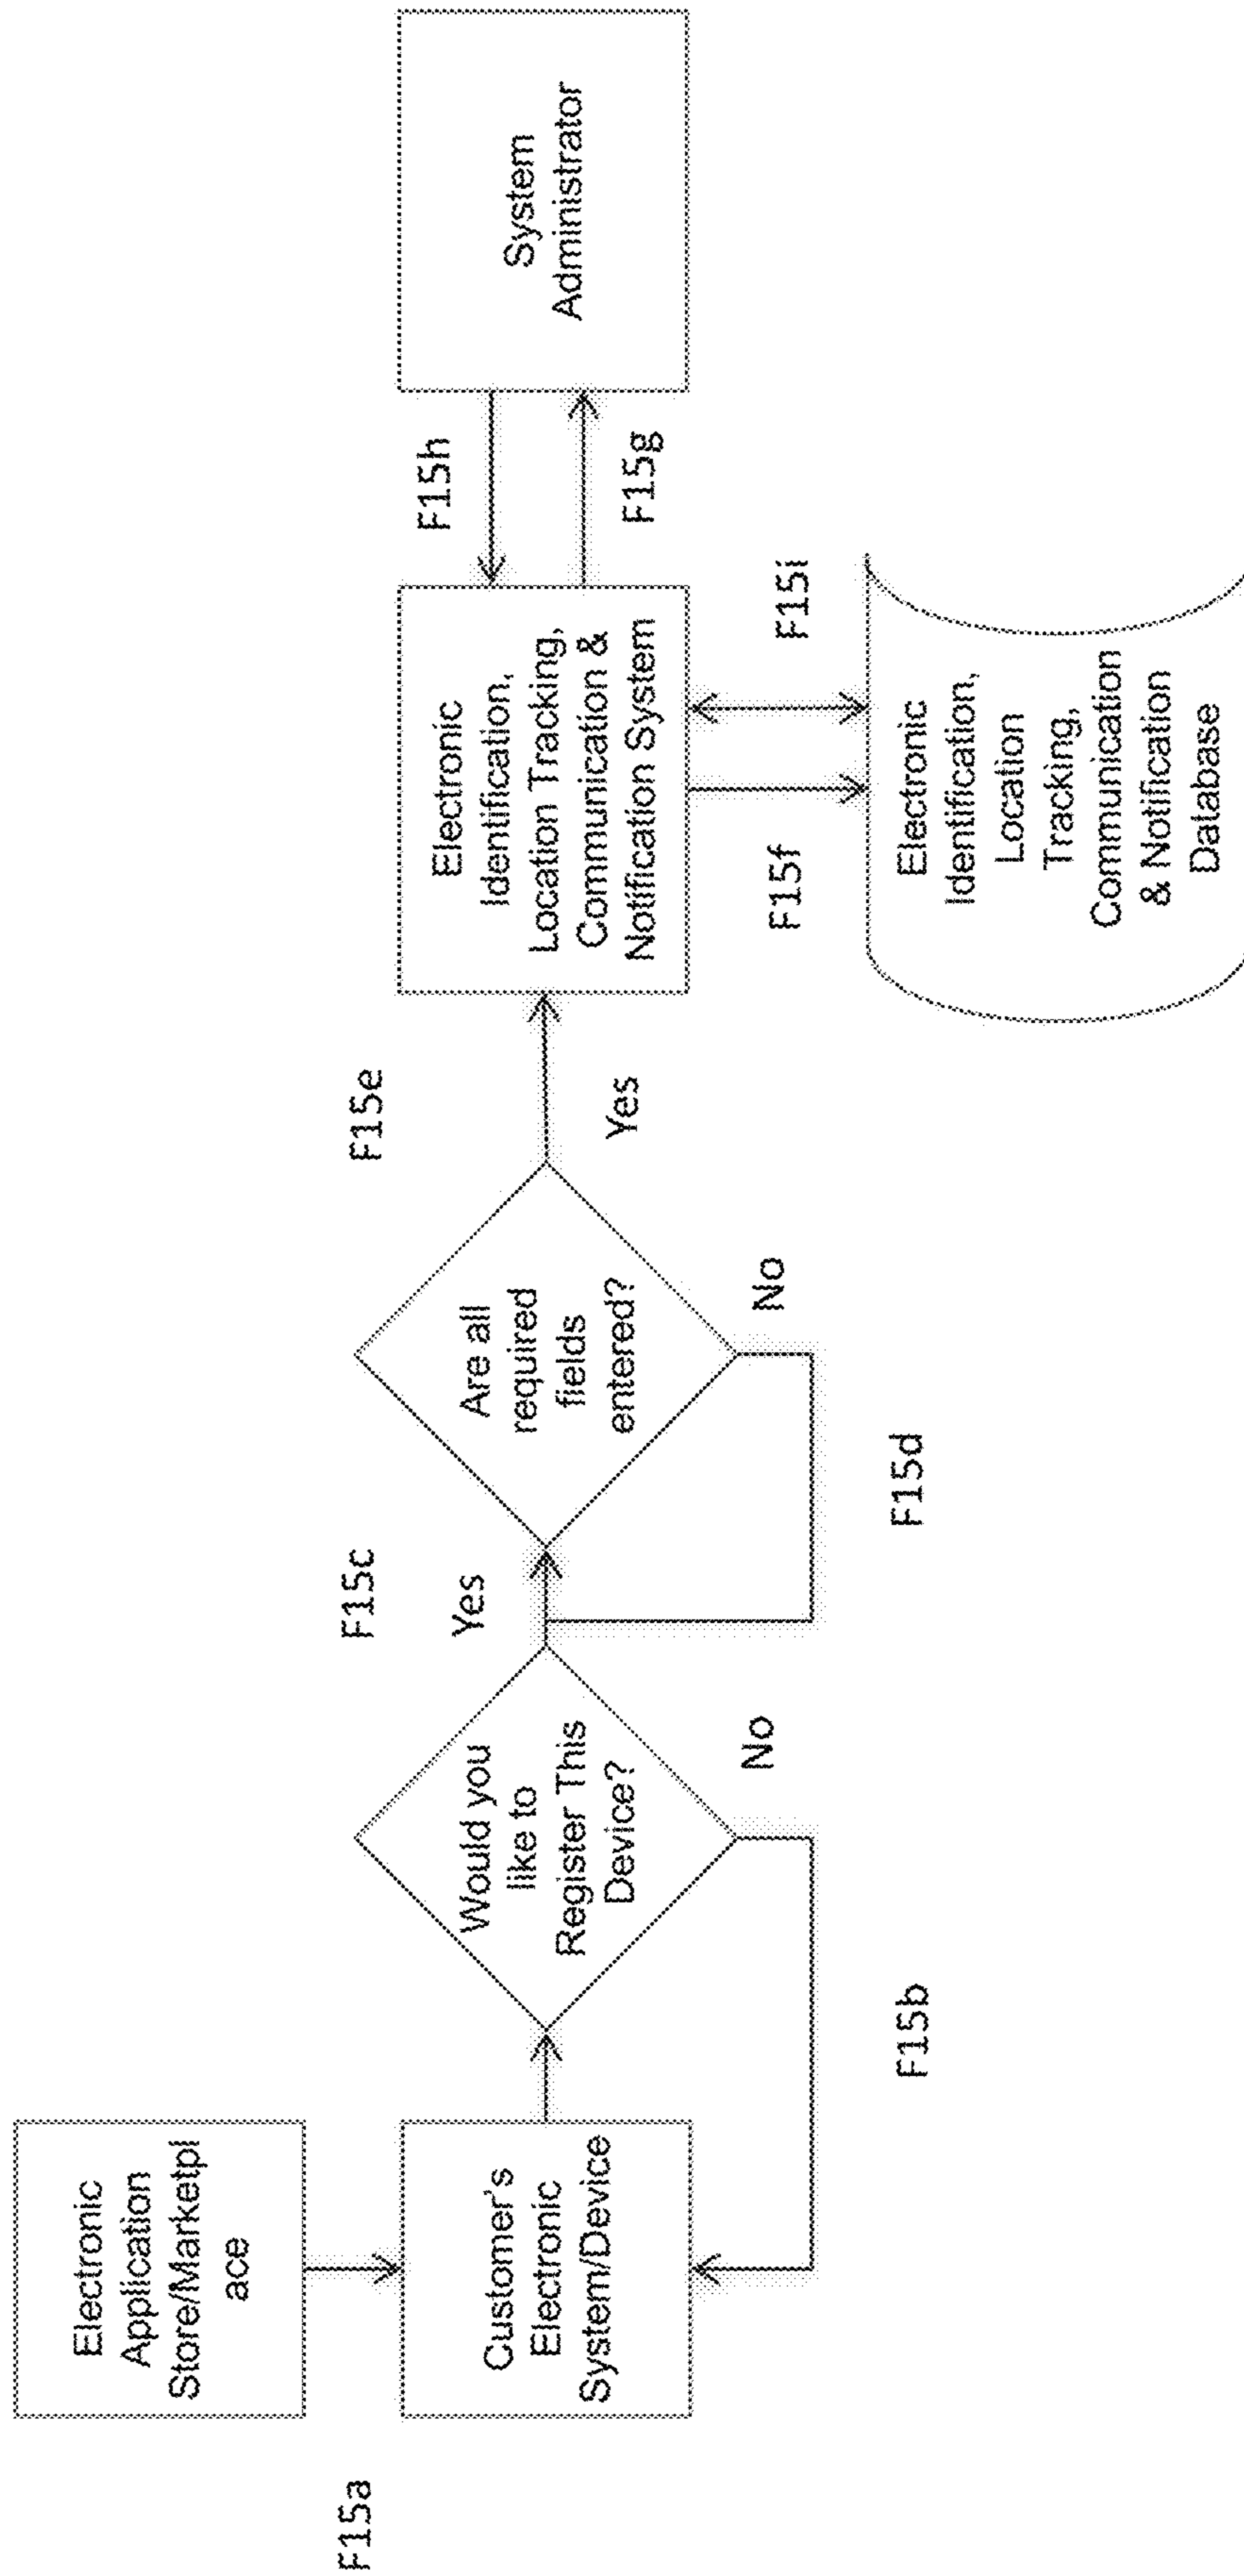 F15a
Electronic
Application
Store/Marketpl
ace
Customer's
Electronic
System/Device
F15b
No
Would you
like to
Register This
Device?
F15c
Yes
F15d
No
Are all
required
fields
entered?
F15e
Yes
Electronic
Identification,
Location Tracking,
Communication &
Notification System
F15f
F15i
Electronic
Identification,
Location
Tracking,
Communication
& Notification
Database
F15h
F15g
System
Administrator